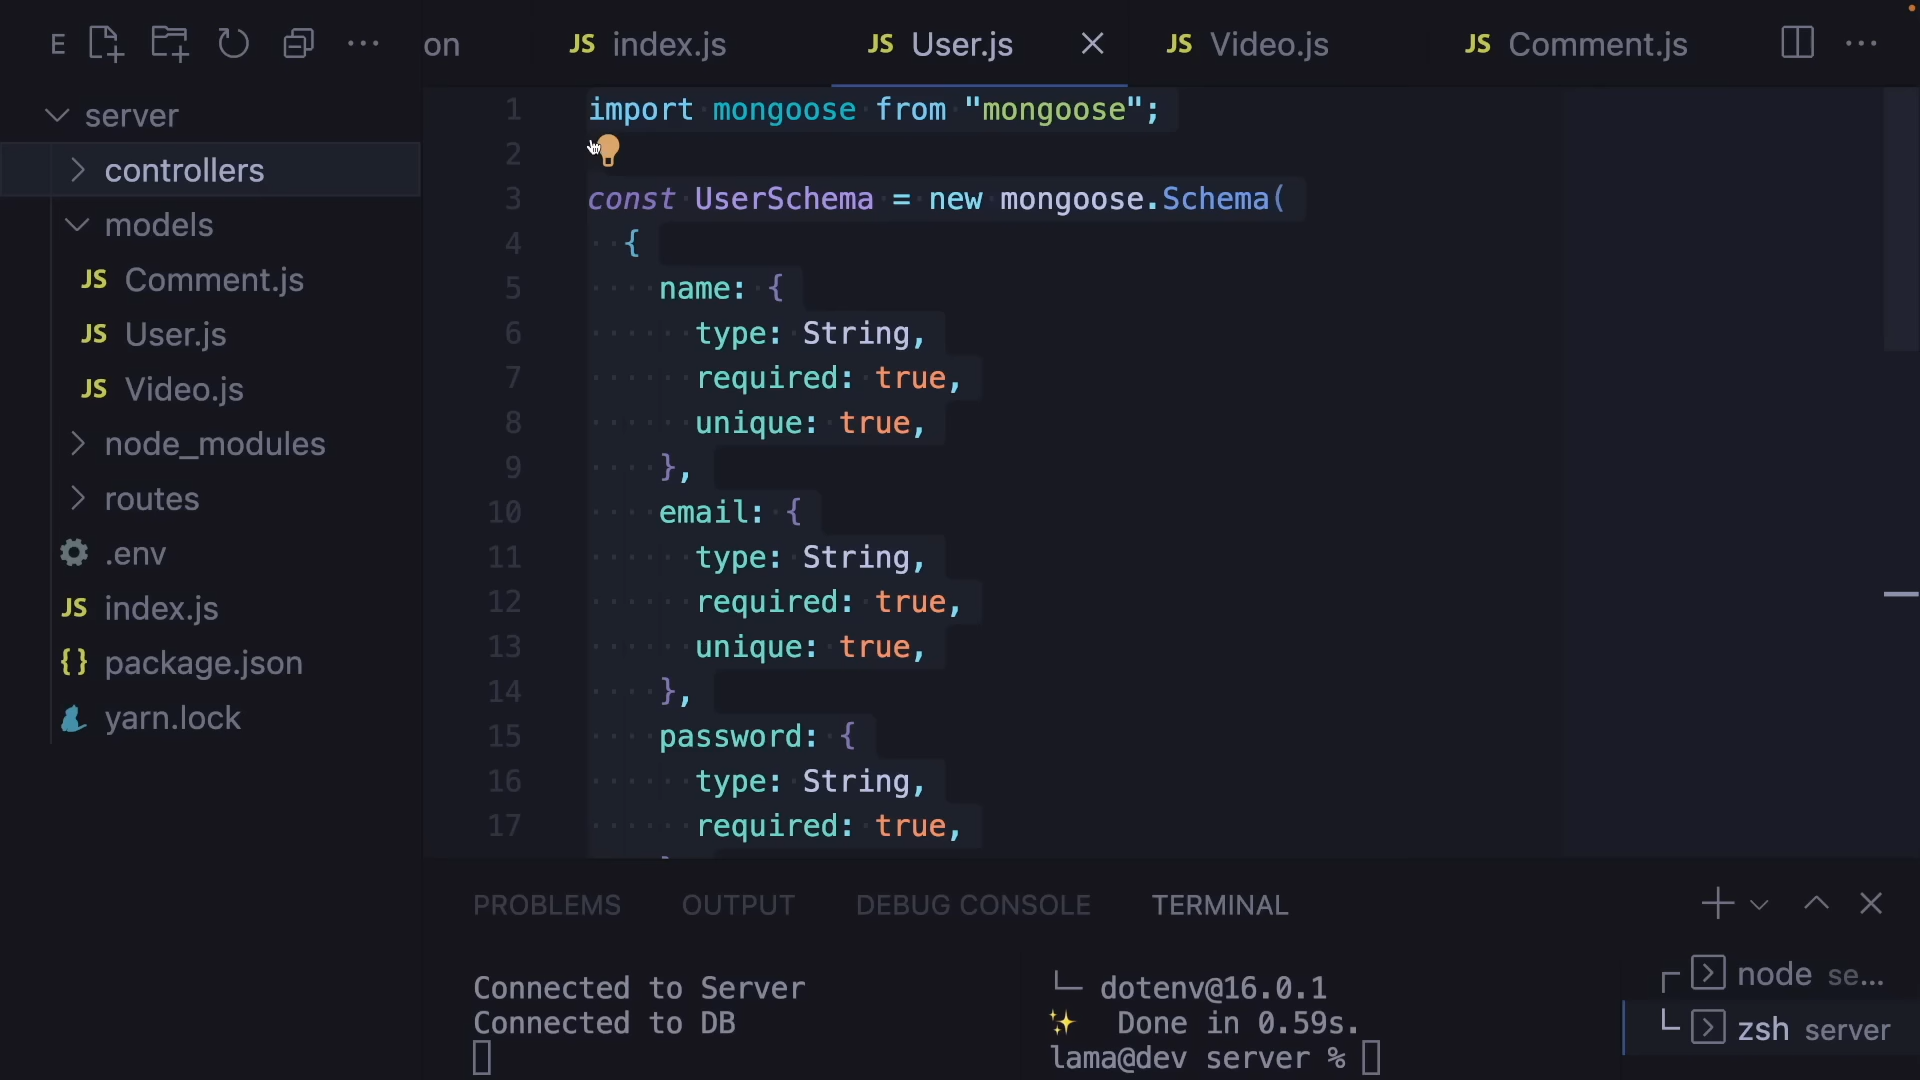 E
on
JS index.js
JS User.js
JS Video.js
JS Comment.js
server
controllers
models
JS Comment.js
JS User.js
JS Video.js
node_modules
routes
.env
JS index.js
{} package.json
yarn.lock
1 import mongoose from "mongoose";
2
3 const UserSchema = new mongoose.Schema(
4 {
5 name: {
6 type: String,
7 required: true,
8 unique: true,
9 },
10 email: {
11 type: String,
12 required: true,
13 unique: true,
14 },
15 password: {
16 type: String,
17 required: true,
PROBLEMS OUTPUT DEBUG CONSOLE TERMINAL
Connected to Server
Connected to DB
└─ dotenv@16.0.1
✨ Done in 0.59s.
lama@dev server %
node se...
zsh server